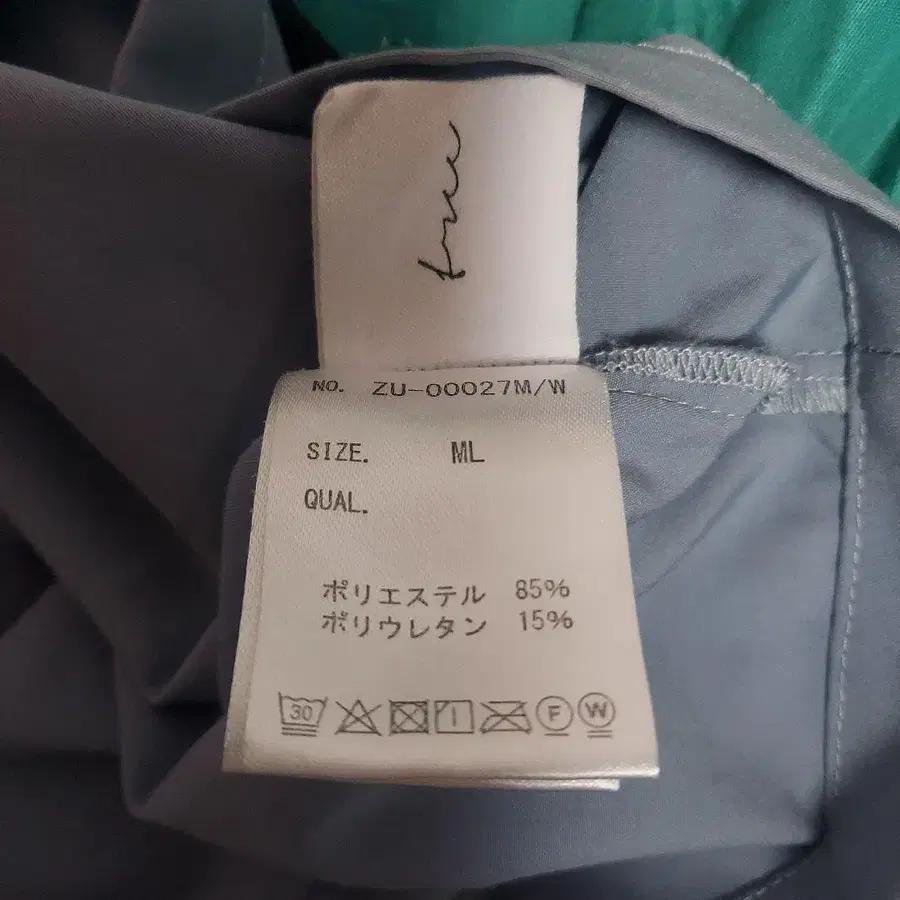 free
NO. ZU-00027M/W
SIZE. ML
QUAL.
ポリエステル 85%
ポリウレタン 15%
30
F W